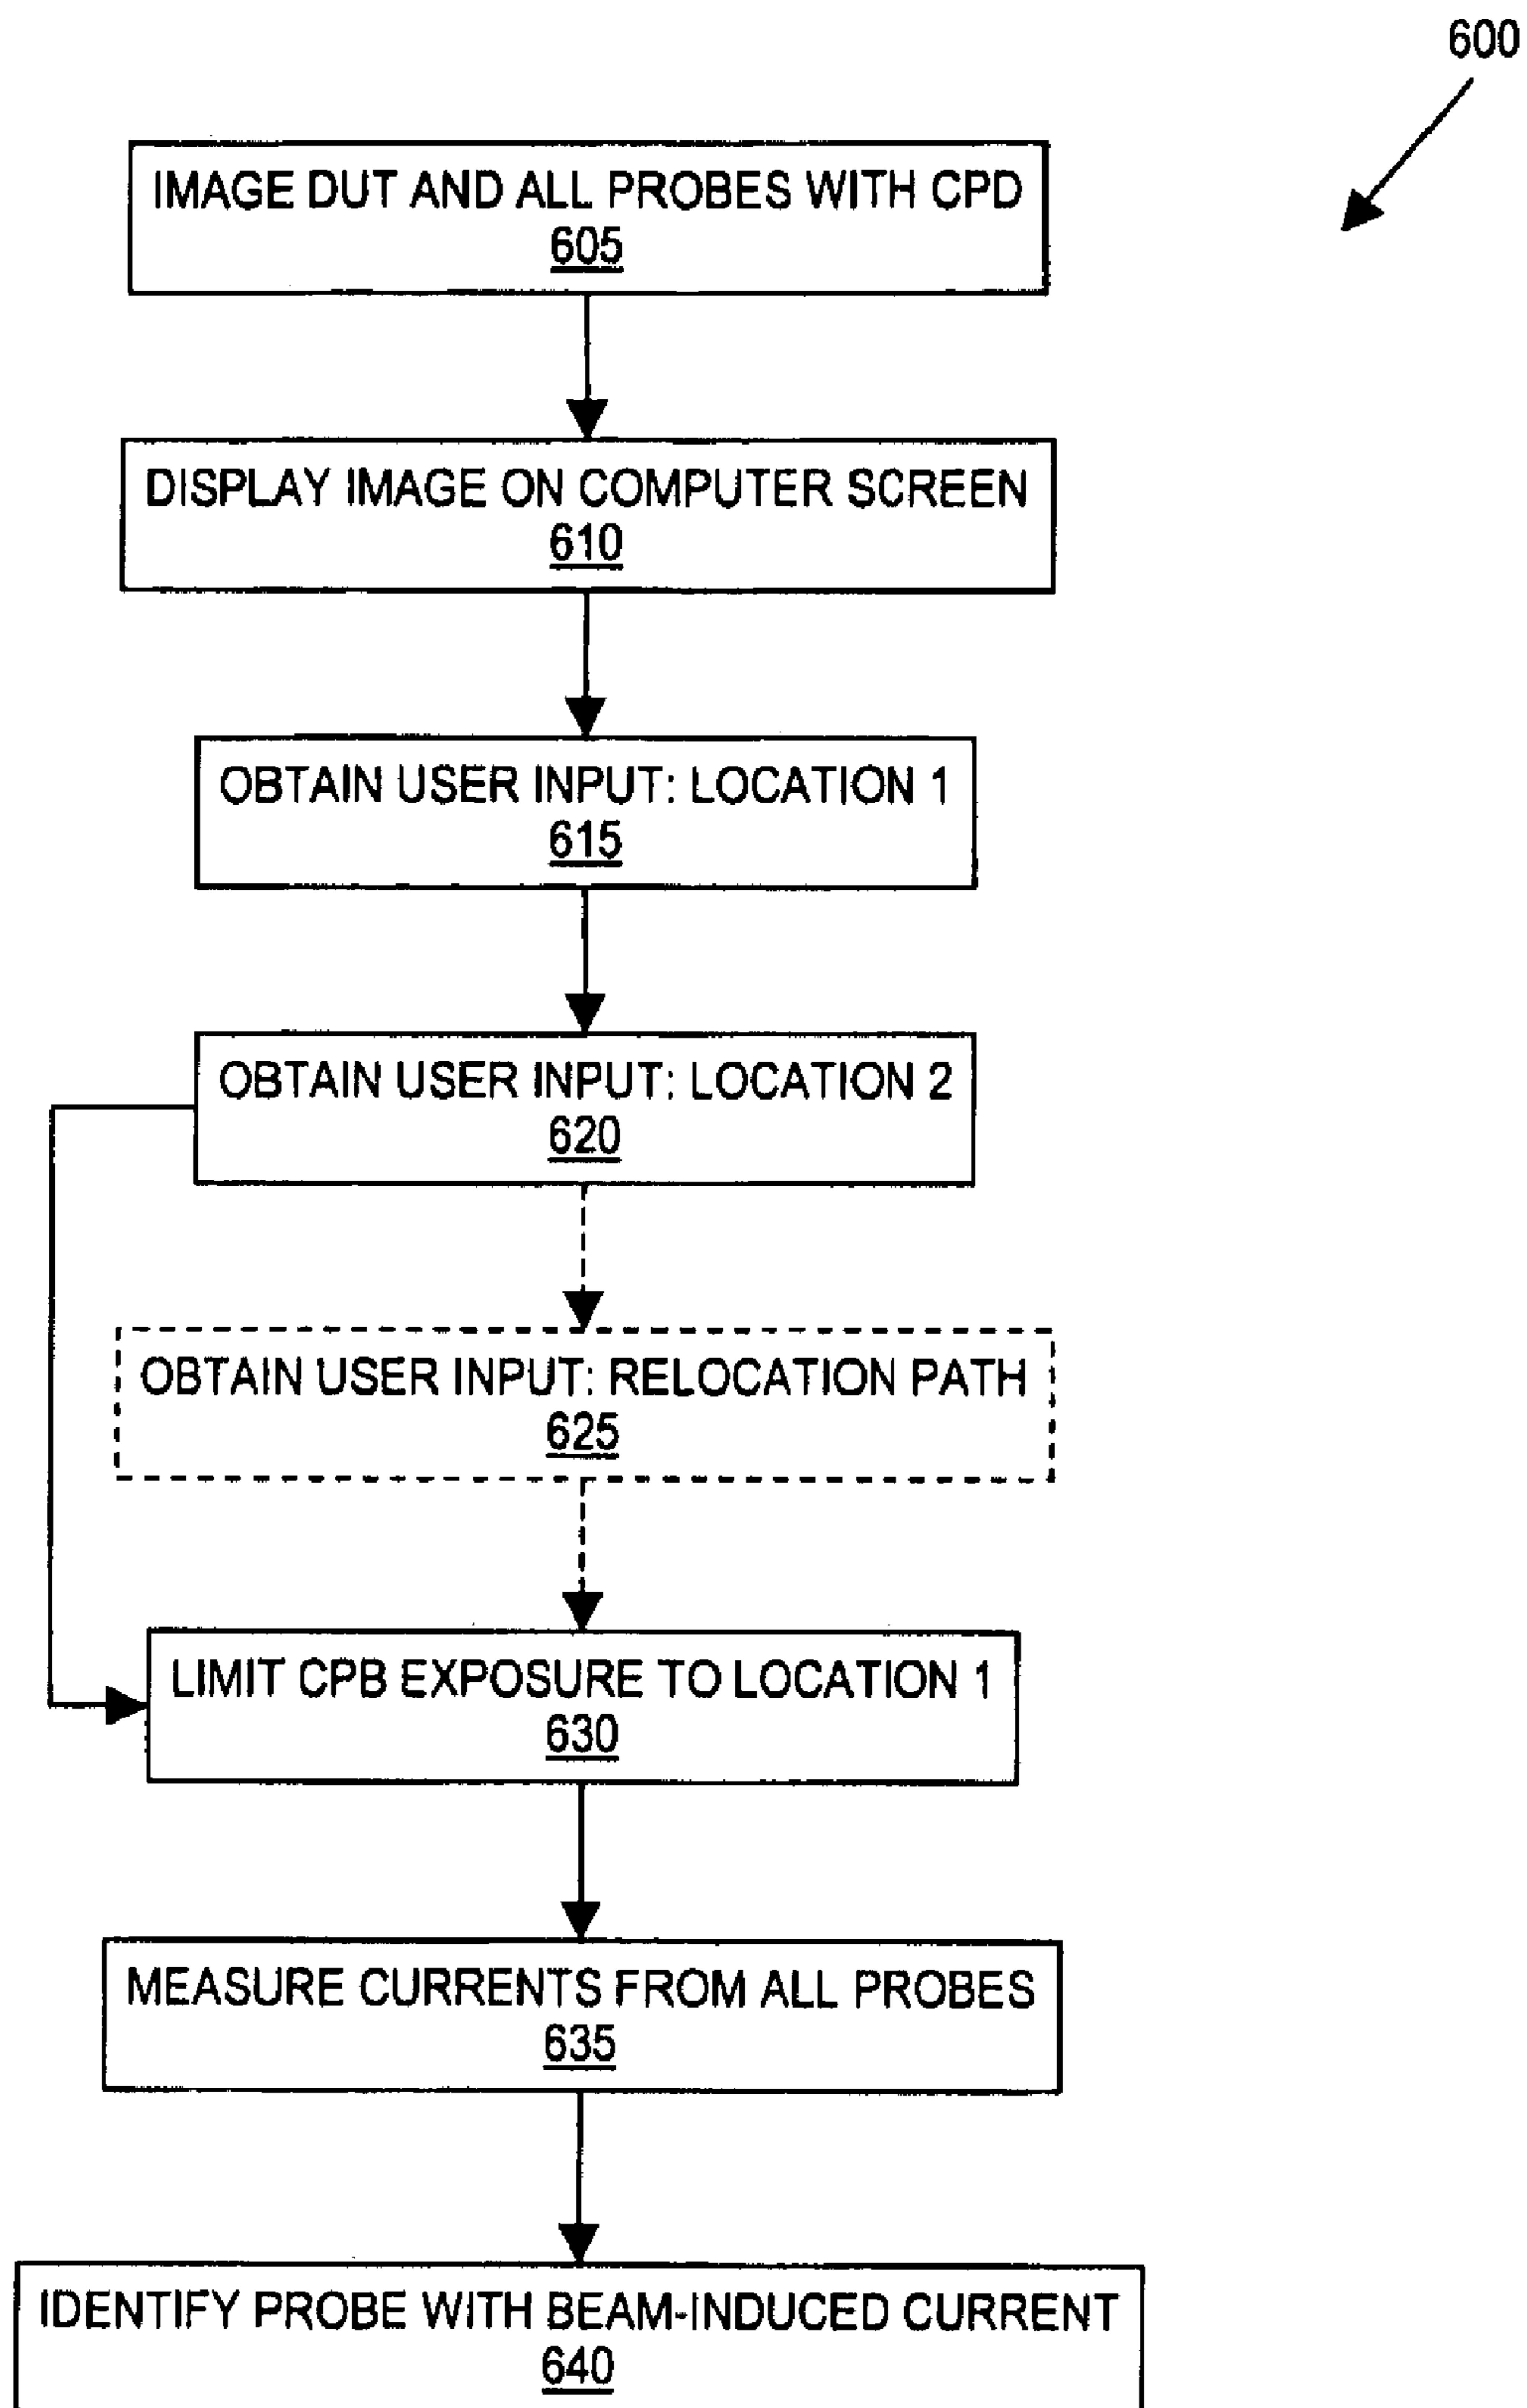 600
IMAGE DUT AND ALL PROBES WITH CPD
605
DISPLAY IMAGE ON COMPUTER SCREEN
610
OBTAIN USER INPUT: LOCATION 1
615
OBTAIN USER INPUT: LOCATION 2
620
OBTAIN USER INPUT: RELOCATION PATH
625
LIMIT CPB EXPOSURE TO LOCATION 1
630
MEASURE CURRENTS FROM ALL PROBES
635
IDENTIFY PROBE WITH BEAM-INDUCED CURRENT
640